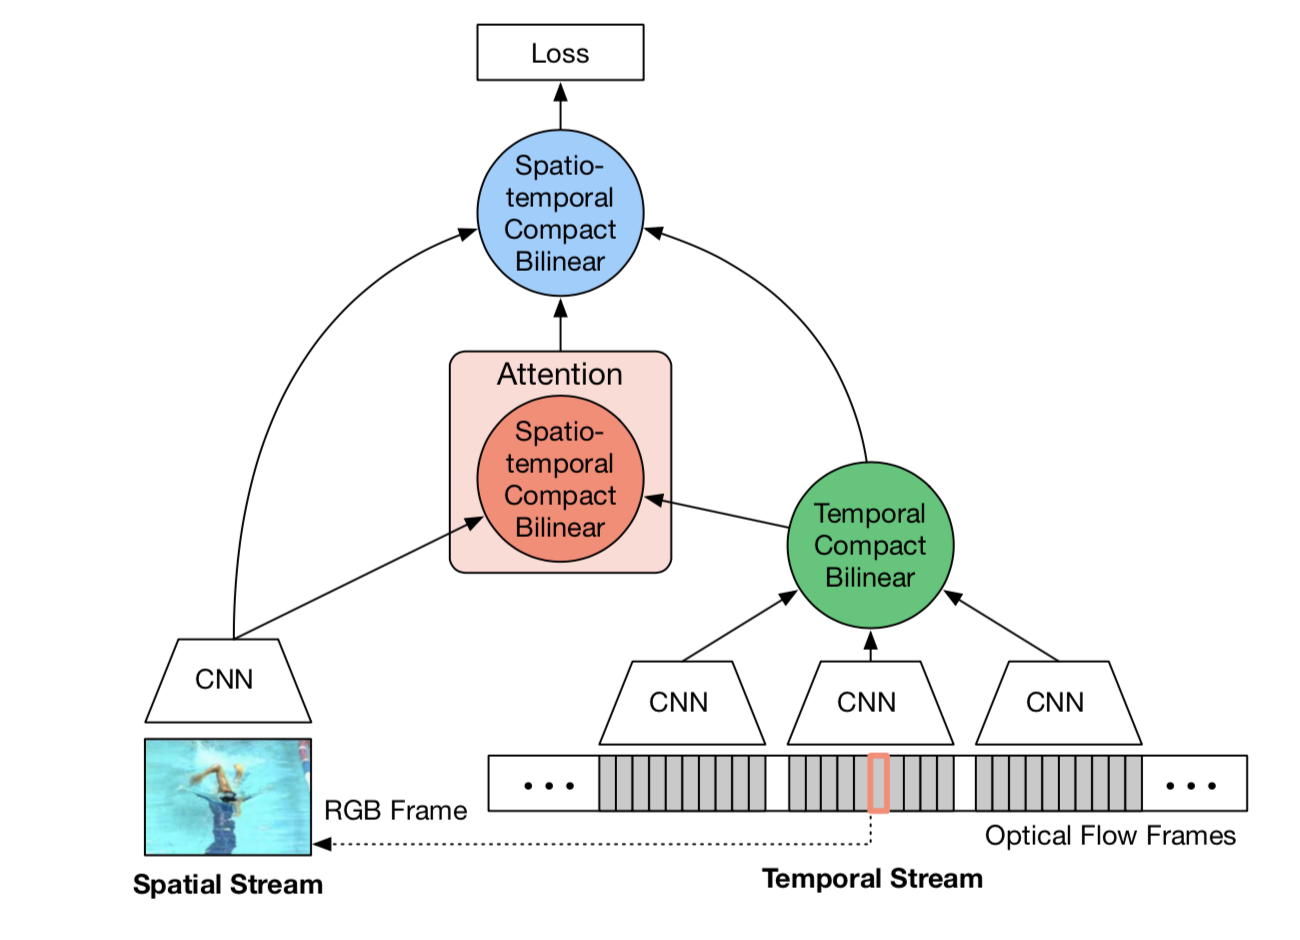 Loss
Spatio-
temporal
Compact
Bilinear
Attention
Spatio-
temporal
Compact
Bilinear
Temporal
Compact
Bilinear
CNN
CNN
CNN
CNN
RGB Frame
Optical Flow Frames
Spatial Stream
Temporal Stream